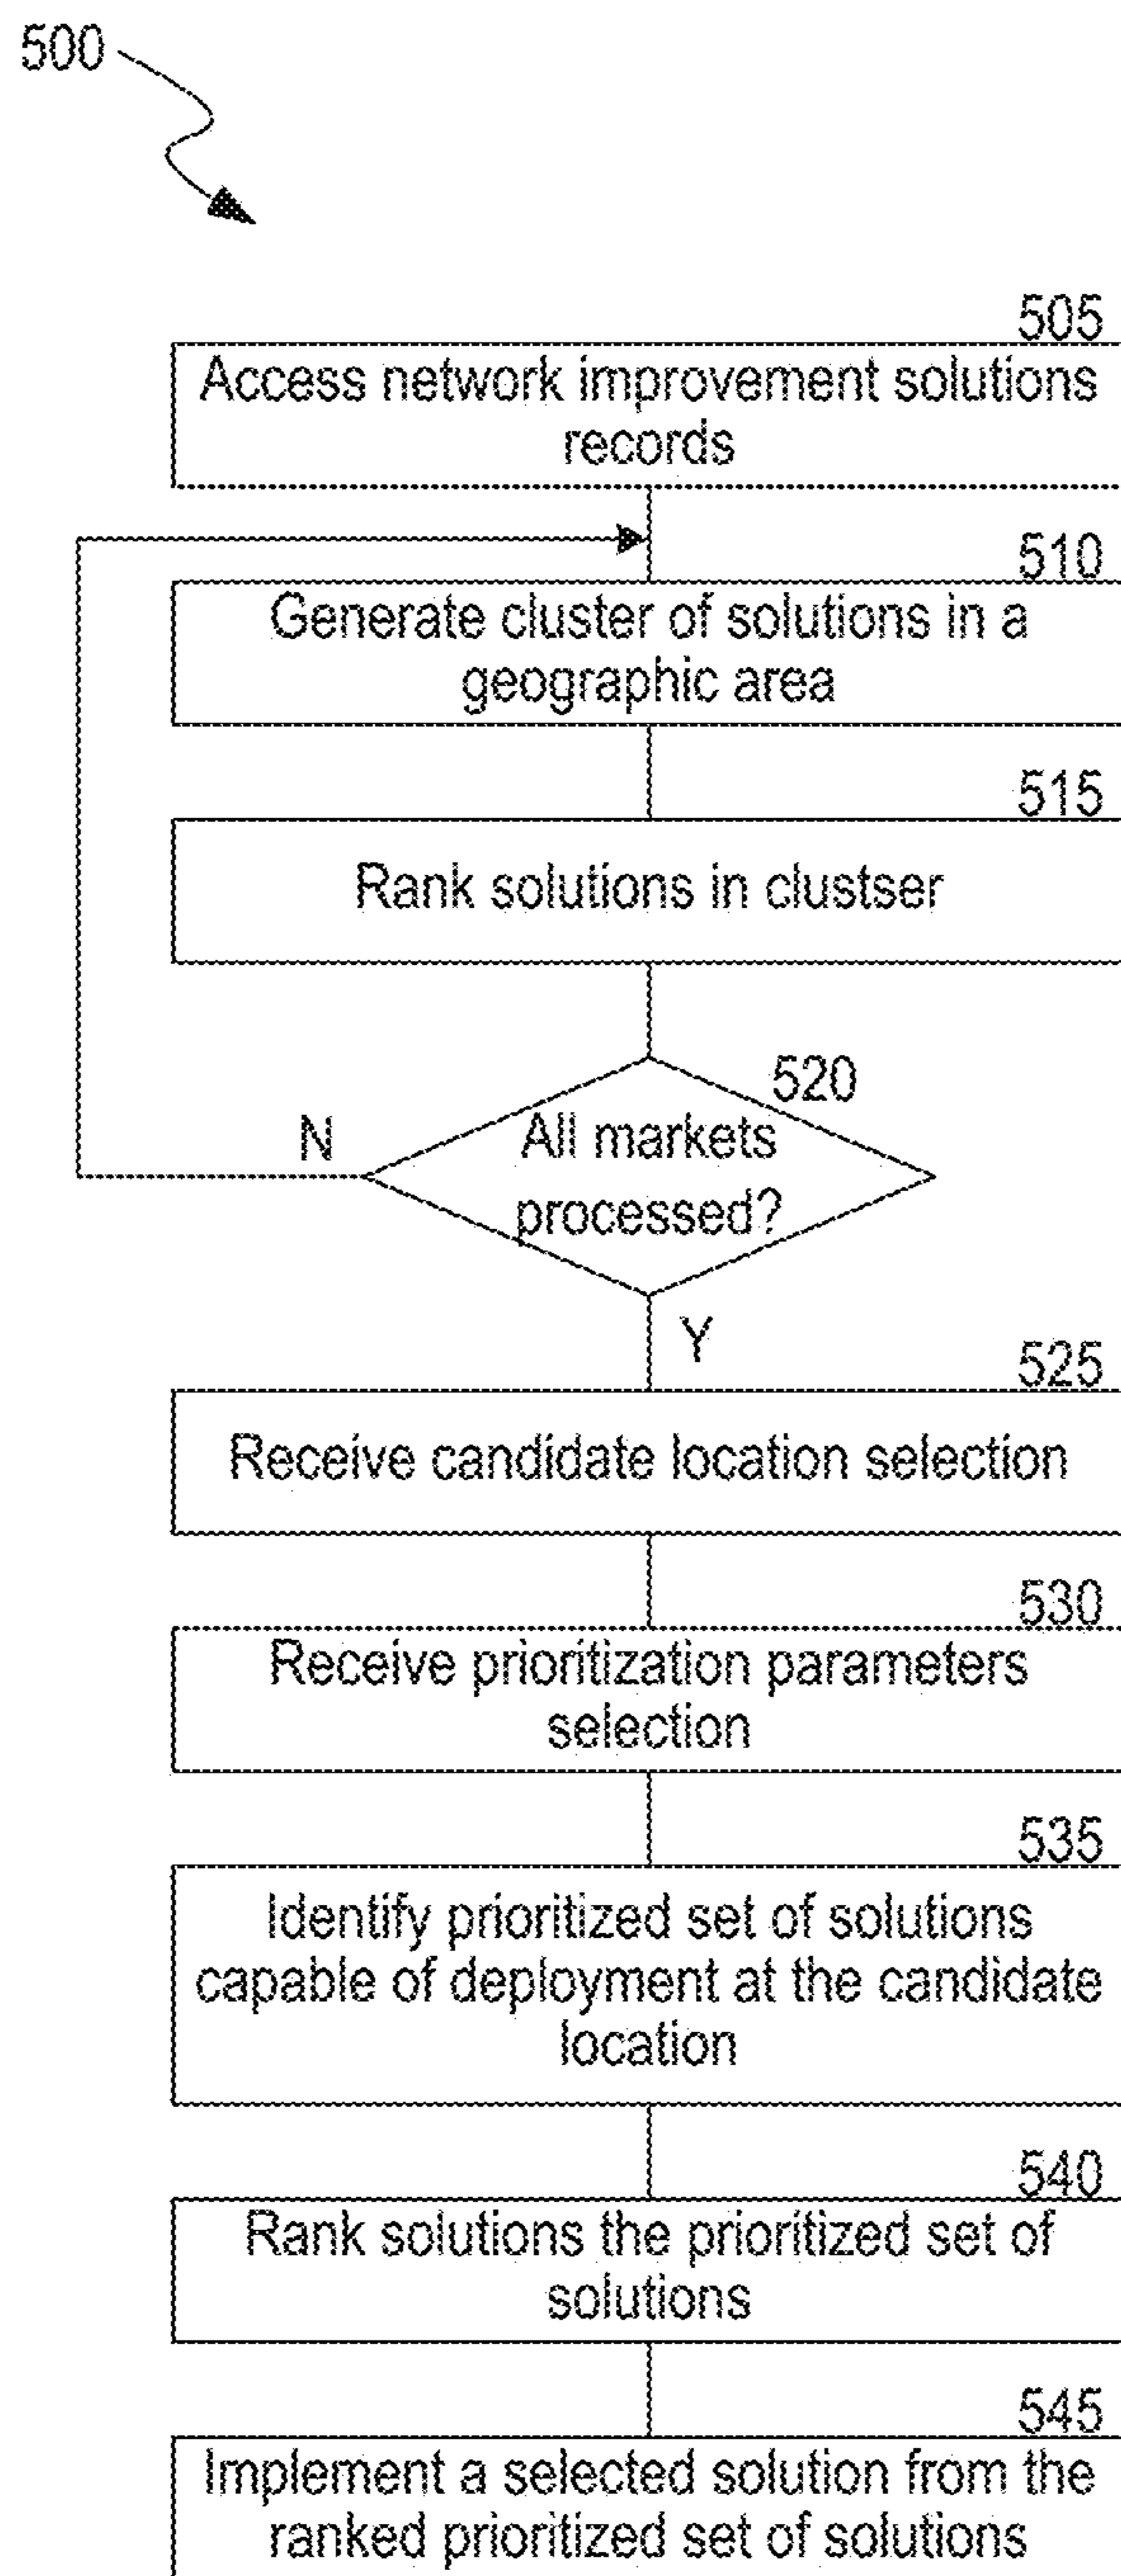 500
505
Access network improvement solutions
records
510
Generate cluster of solutions in a
geographic area
515
Rank solutions in clustser
520
All markets
processed?
N
Y
525
Receive candidate location selection
530
Receive prioritization parameters
selection
535
Identify prioritized set of solutions
capable of deployment at the candidate
location
540
Rank solutions the prioritized set of
solutions
545
Implement a selected solution from the
ranked prioritized set of solutions